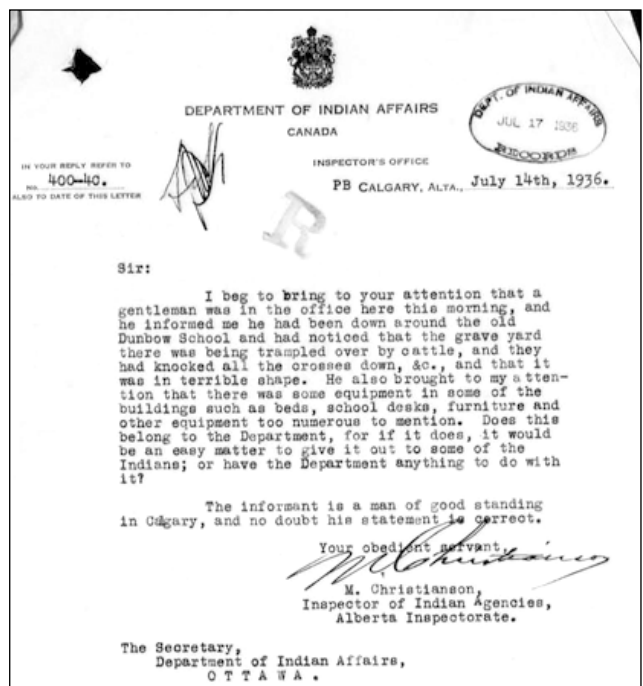 DEPARTMENT OF INDIAN AFFAIRS
CANADA
DEPT. OF INDIAN AFFAIRS
JUL 17 1936
RECORDS
INSPECTOR'S OFFICE
IN YOUR REPLY REFER TO
No. 400-40.
ALSO TO DATE OF THIS LETTER
PB CALGARY, ALTA., July 14th, 1936.
R
Sir:
I beg to bring to your attention that a
gentleman was in the office here this morning, and
he informed me he had been down around the old
Dunbow School and had noticed that the grave yard
there was being trampled over by cattle, and they
had knocked all the crosses down, &c., and that it
was in terrible shape. He also brought to my atten-
tion that there was some equipment in some of the
buildings such as beds, school desks, furniture and
other equipment too numerous to mention. Does this
belong to the Department, for if it does, it would
be an easy matter to give it out to some of the
Indians; or have the Department anything to do with
it?
The informant is a man of good standing
in Calgary, and no doubt his statement is correct.
Your obedient servant,
M. Christianson
M. Christianson,
Inspector of Indian Agencies,
Alberta Inspectorate.
The Secretary,
Department of Indian Affairs,
O T T A W A .